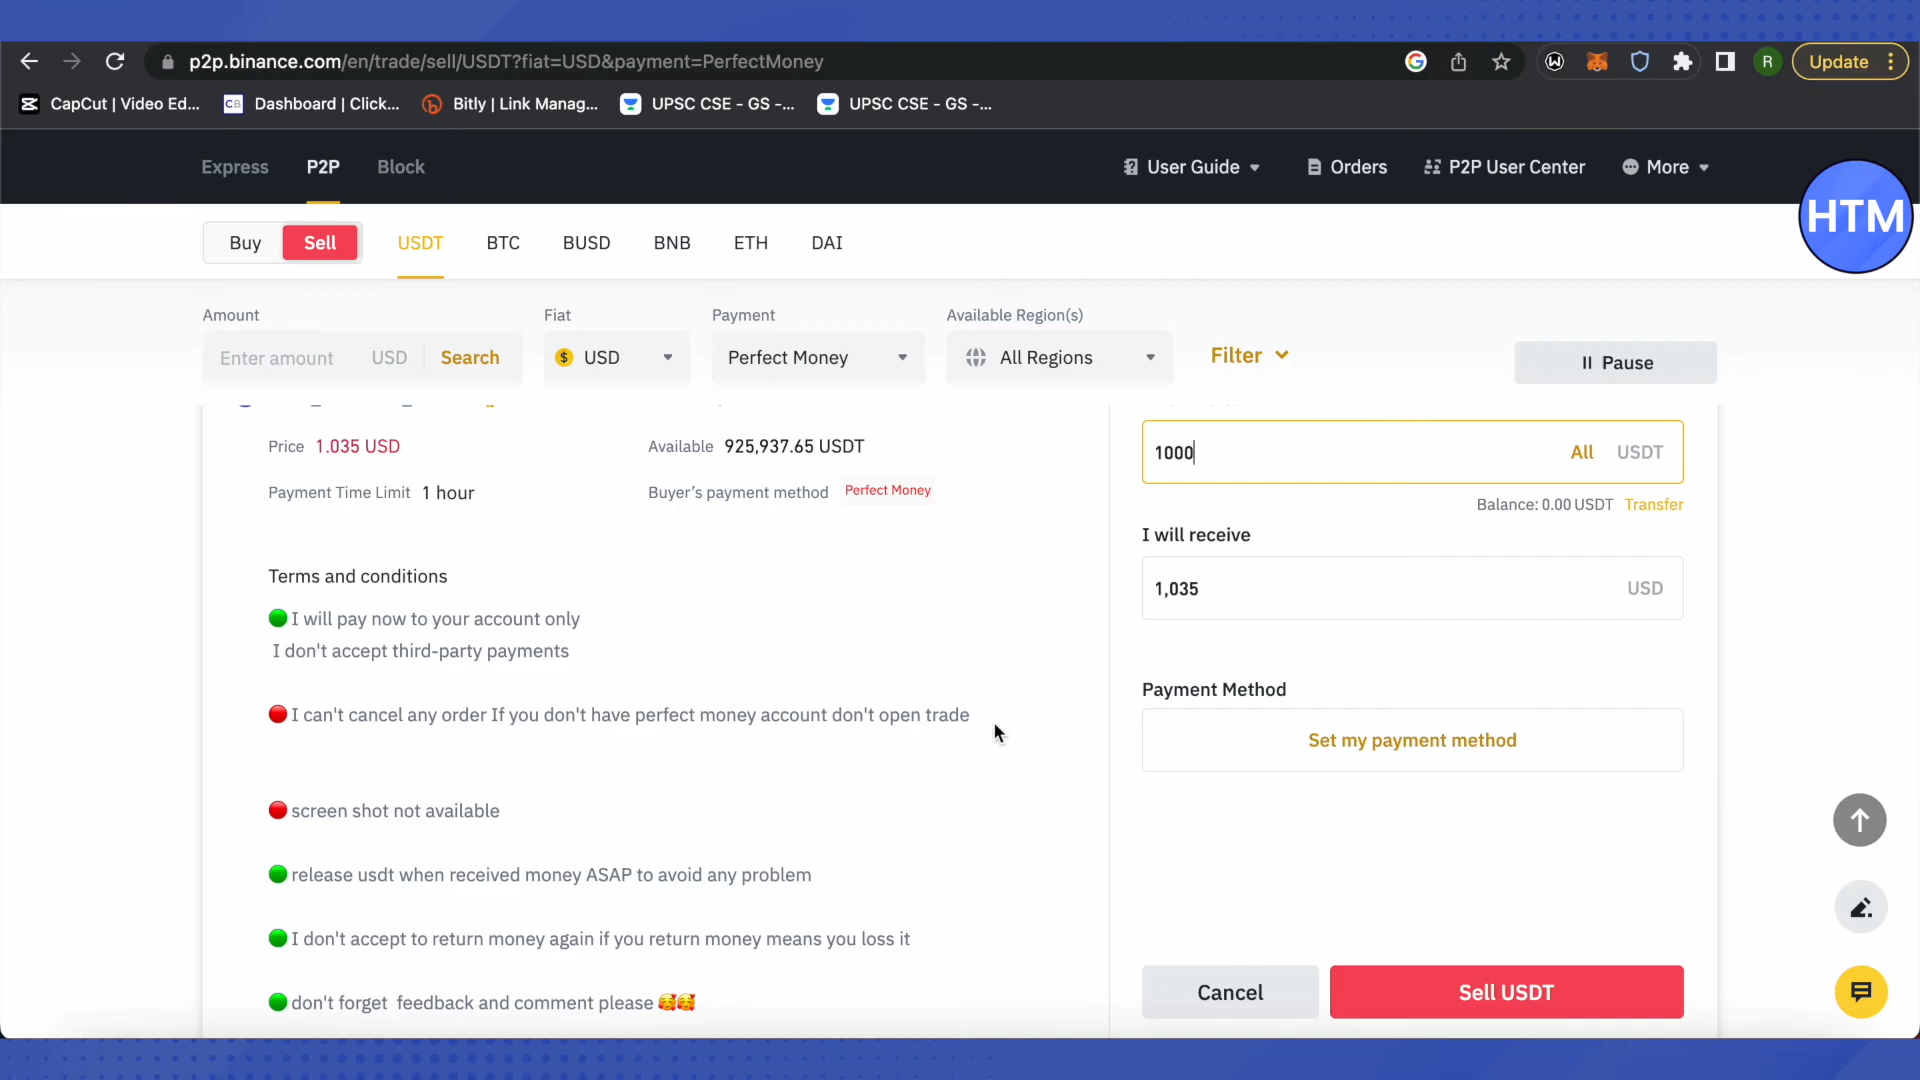 p2p.binance.com/en/trade/sell/USDT?fiat=USD&payment=PerfectMoney
R
Update
CapCut | Video Ed...
CB Dashboard | Click...
Bitly | Link Manag...
UPSC CSE - GS -...
UPSC CSE - GS -...
Express
P2P
Block
User Guide
Orders
P2P User Center
More
HTM
Buy
Sell
USDT
BTC
BUSD
BNB
ETH
DAI
Amount
Fiat
Payment
Available Region(s)
Enter amount
USD
Search
USD
Perfect Money
All Regions
Filter
Pause
Price 1.035 USD
Available 925,937.65 USDT
Payment Time Limit 1 hour
Buyer's payment method Perfect Money
1000
All
USDT
Balance: 0.00 USDT Transfer
I will receive
1,035
USD
Terms and conditions
I will pay now to your account only
I don't accept third-party payments
I can't cancel any order If you don't have perfect money account don't open trade
screen shot not available
release usdt when received money ASAP to avoid any problem
I don't accept to return money again if you return money means you loss it
don't forget feedback and comment please 🥰🥰
Payment Method
Set my payment method
Cancel
Sell USDT